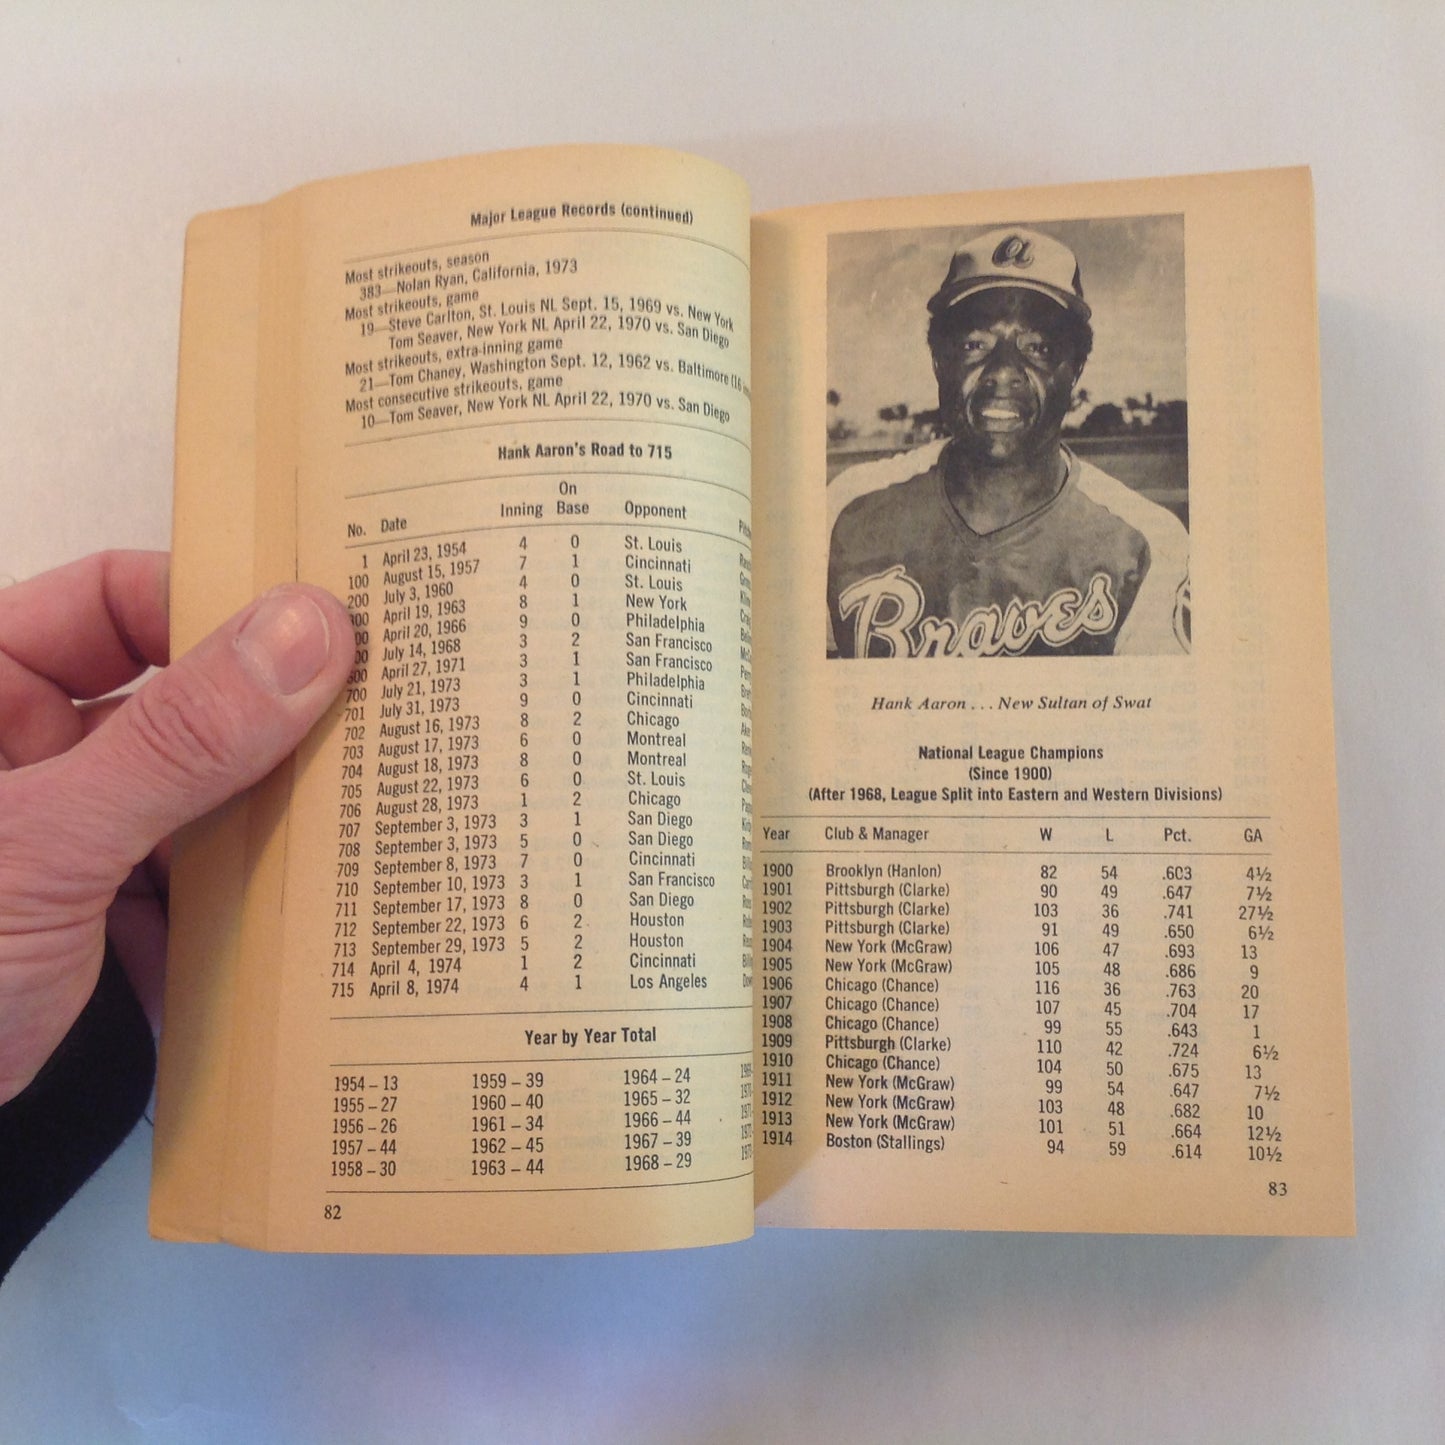 Major League Records (continued)
Most strikeouts, season
383—Nolan Ryan, California, 1973
Most strikeouts, game
19—Steve Carlton, St. Louis NL Sept. 15, 1969 vs. New York
Tom Seaver, New York NL April 22, 1970 vs. San Diego
Most strikeouts, extra-inning game
21—Tom Chaney, Washington Sept. 12, 1962 vs. Baltimore (16
Most consecutive strikeouts, game
10—Tom Seaver, New York NL April 22, 1970 vs. San Diego
Hank Aaron's Road to 715
No. Date Inning On Base Opponent
1 April 23, 1954 4 0 St. Louis
100 August 15, 1957 7 1 Cincinnati
200 July 3, 1960 4 0 St. Louis
300 April 19, 1963 8 1 New York
00 April 20, 1966 9 0 Philadelphia
00 July 14, 1968 3 2 San Francisco
600 April 27, 1971 3 1 San Francisco
700 July 21, 1973 3 1 Philadelphia
701 July 31, 1973 9 0 Cincinnati
702 August 16, 1973 8 2 Chicago
703 August 17, 1973 6 0 Montreal
704 August 18, 1973 8 0 Montreal
705 August 22, 1973 6 0 St. Louis
706 August 28, 1973 1 2 Chicago
707 September 3, 1973 3 1 San Diego
708 September 3, 1973 5 0 San Diego
709 September 8, 1973 7 0 Cincinnati
710 September 10, 1973 3 1 San Francisco
711 September 17, 1973 8 0 San Diego
712 September 22, 1973 6 2 Houston
713 September 29, 1973 5 2 Houston
714 April 4, 1974 1 2 Cincinnati
715 April 8, 1974 4 1 Los Angeles
Year by Year Total
1954 – 13 1959 – 39 1964 – 24
1955 – 27 1960 – 40 1965 – 32
1956 – 26 1961 – 34 1966 – 44
1957 – 44 1962 – 45 1967 – 39
1958 – 30 1963 – 44 1968 – 29
82
a
Braves
Hank Aaron . . . New Sultan of Swat
National League Champions
(Since 1900)
(After 1968, League Split into Eastern and Western Divisions)
Year Club & Manager W L Pct. GA
1900 Brooklyn (Hanlon) 82 54 .603 4½
1901 Pittsburgh (Clarke) 90 49 .647 7½
1902 Pittsburgh (Clarke) 103 36 .741 27½
1903 Pittsburgh (Clarke) 91 49 .650 6½
1904 New York (McGraw) 106 47 .693 13
1905 New York (McGraw) 105 48 .686 9
1906 Chicago (Chance) 116 36 .763 20
1907 Chicago (Chance) 107 45 .704 17
1908 Chicago (Chance) 99 55 .643 1
1909 Pittsburgh (Clarke) 110 42 .724 6½
1910 Chicago (Chance) 104 50 .675 13
1911 New York (McGraw) 99 54 .647 7½
1912 New York (McGraw) 103 48 .682 10
1913 New York (McGraw) 101 51 .664 12½
1914 Boston (Stallings) 94 59 .614 10½
83